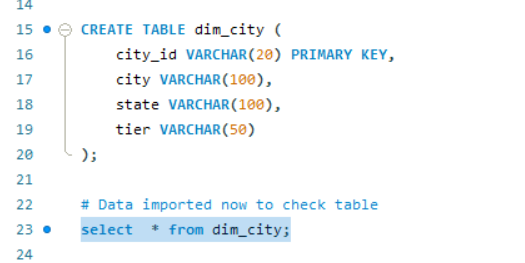 14
15 CREATE TABLE dim_city (
16 city_id VARCHAR(20) PRIMARY KEY,
17 city VARCHAR(100),
18 state VARCHAR(100),
19 tier VARCHAR(50)
20 );
21
22 # Data imported now to check table
23 select  * from dim_city;
24